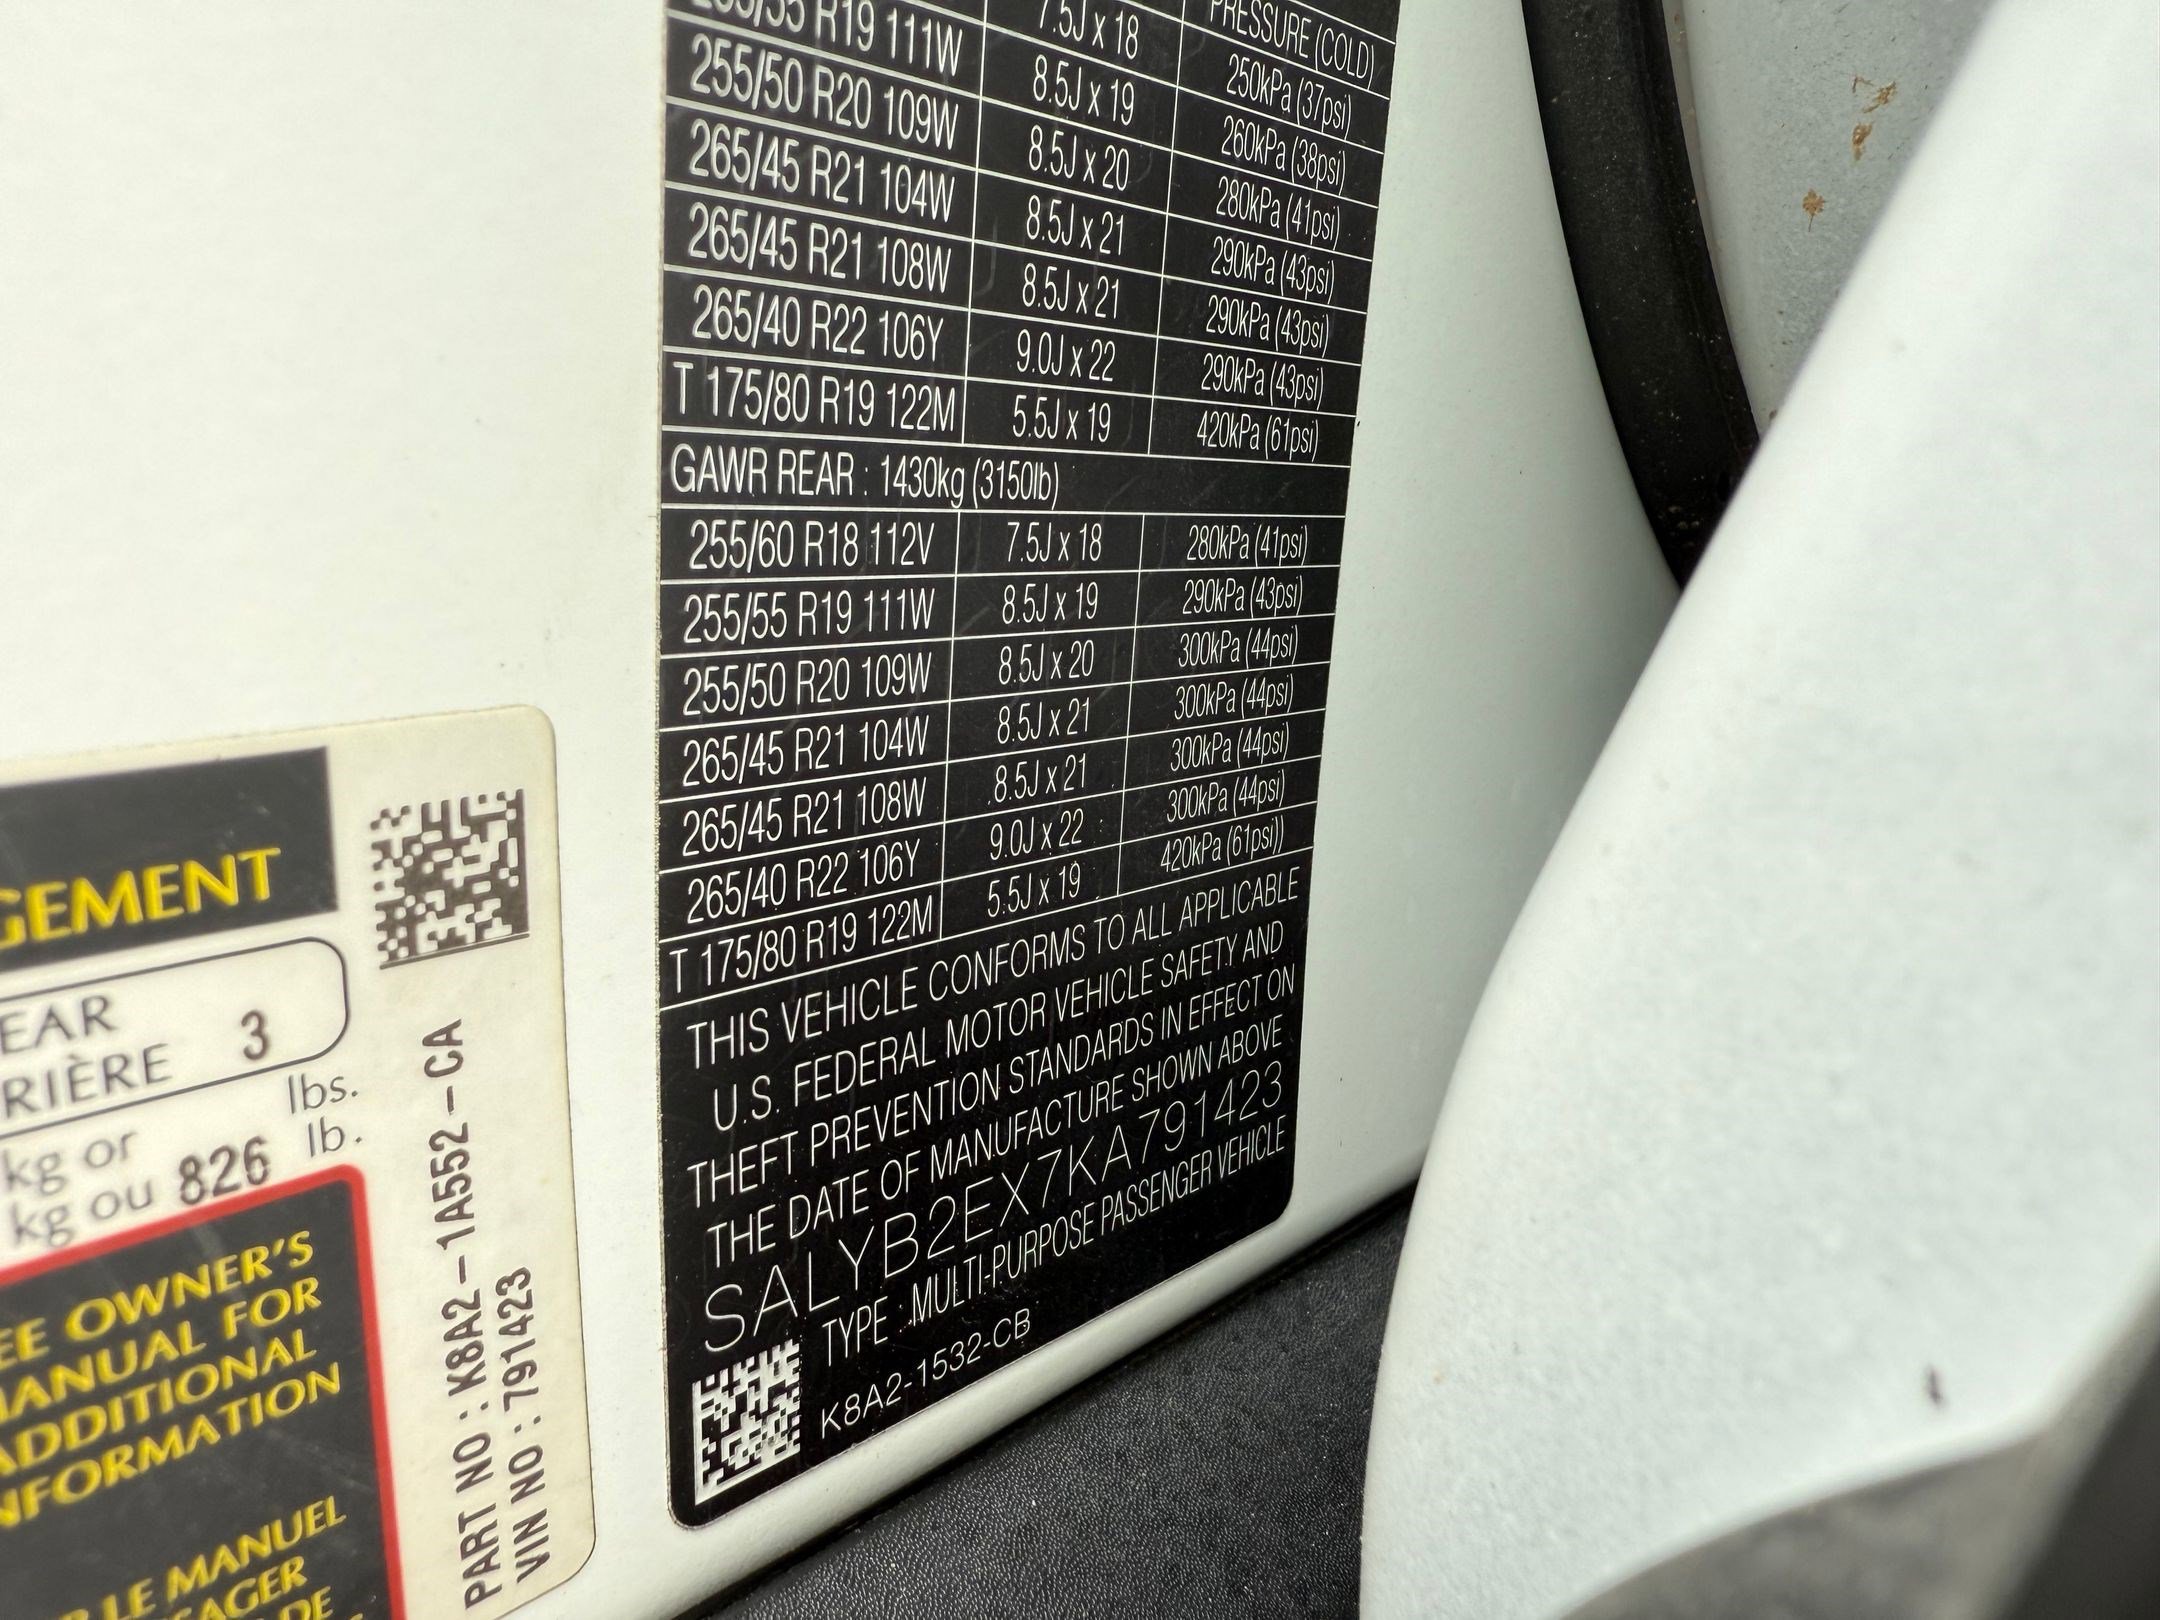 PRESSURE (COLD)
7.5J x 18 250kPa (37psi)
R19 111W 8.5J x 19 260kPa (38psi)
255/50 R20 109W 8.5J x 20 280kPa (41psi)
265/45 R21 104W 8.5J x 21 290kPa (43psi)
265/45 R21 108W 8.5J x 21 290kPa (43psi)
265/40 R22 106Y 9.0J x 22 290kPa (43psi)
T 175/80 R19 122M 5.5J x 19 420kPa (61psi)
GAWR REAR : 1430kg (3150lb)
255/60 R18 112V 7.5J x 18 280kPa (41psi)
255/55 R19 111W 8.5J x 19 290kPa (43psi)
255/50 R20 109W 8.5J x 20 300kPa (44psi)
265/45 R21 104W 8.5J x 21 300kPa (44psi)
265/45 R21 108W 8.5J x 21 300kPa (44psi)
265/40 R22 106Y 9.0J x 22 300kPa (44psi)
T 175/80 R19 122M 5.5J x 19 420kPa (61psi))
THIS VEHICLE CONFORMS TO ALL APPLICABLE
U.S. FEDERAL MOTOR VEHICLE SAFETY AND
THEFT PREVENTION STANDARDS IN EFFECT ON
THE DATE OF MANUFACTURE SHOWN ABOVE
SALYB2EX7KA791423
TYPE : MULTI-PURPOSE PASSENGER VEHICLE
K8A2-1532-CB
GEMENT
EAR
RIÈRE 3
kg or lbs.
kg ou 826 lb.
EE OWNER'S
MANUAL FOR
ADDITIONAL
NFORMATION
LE MANUEL
AGER
DE
PART NO : K8A2-1A552-CA
VIN NO : 791423